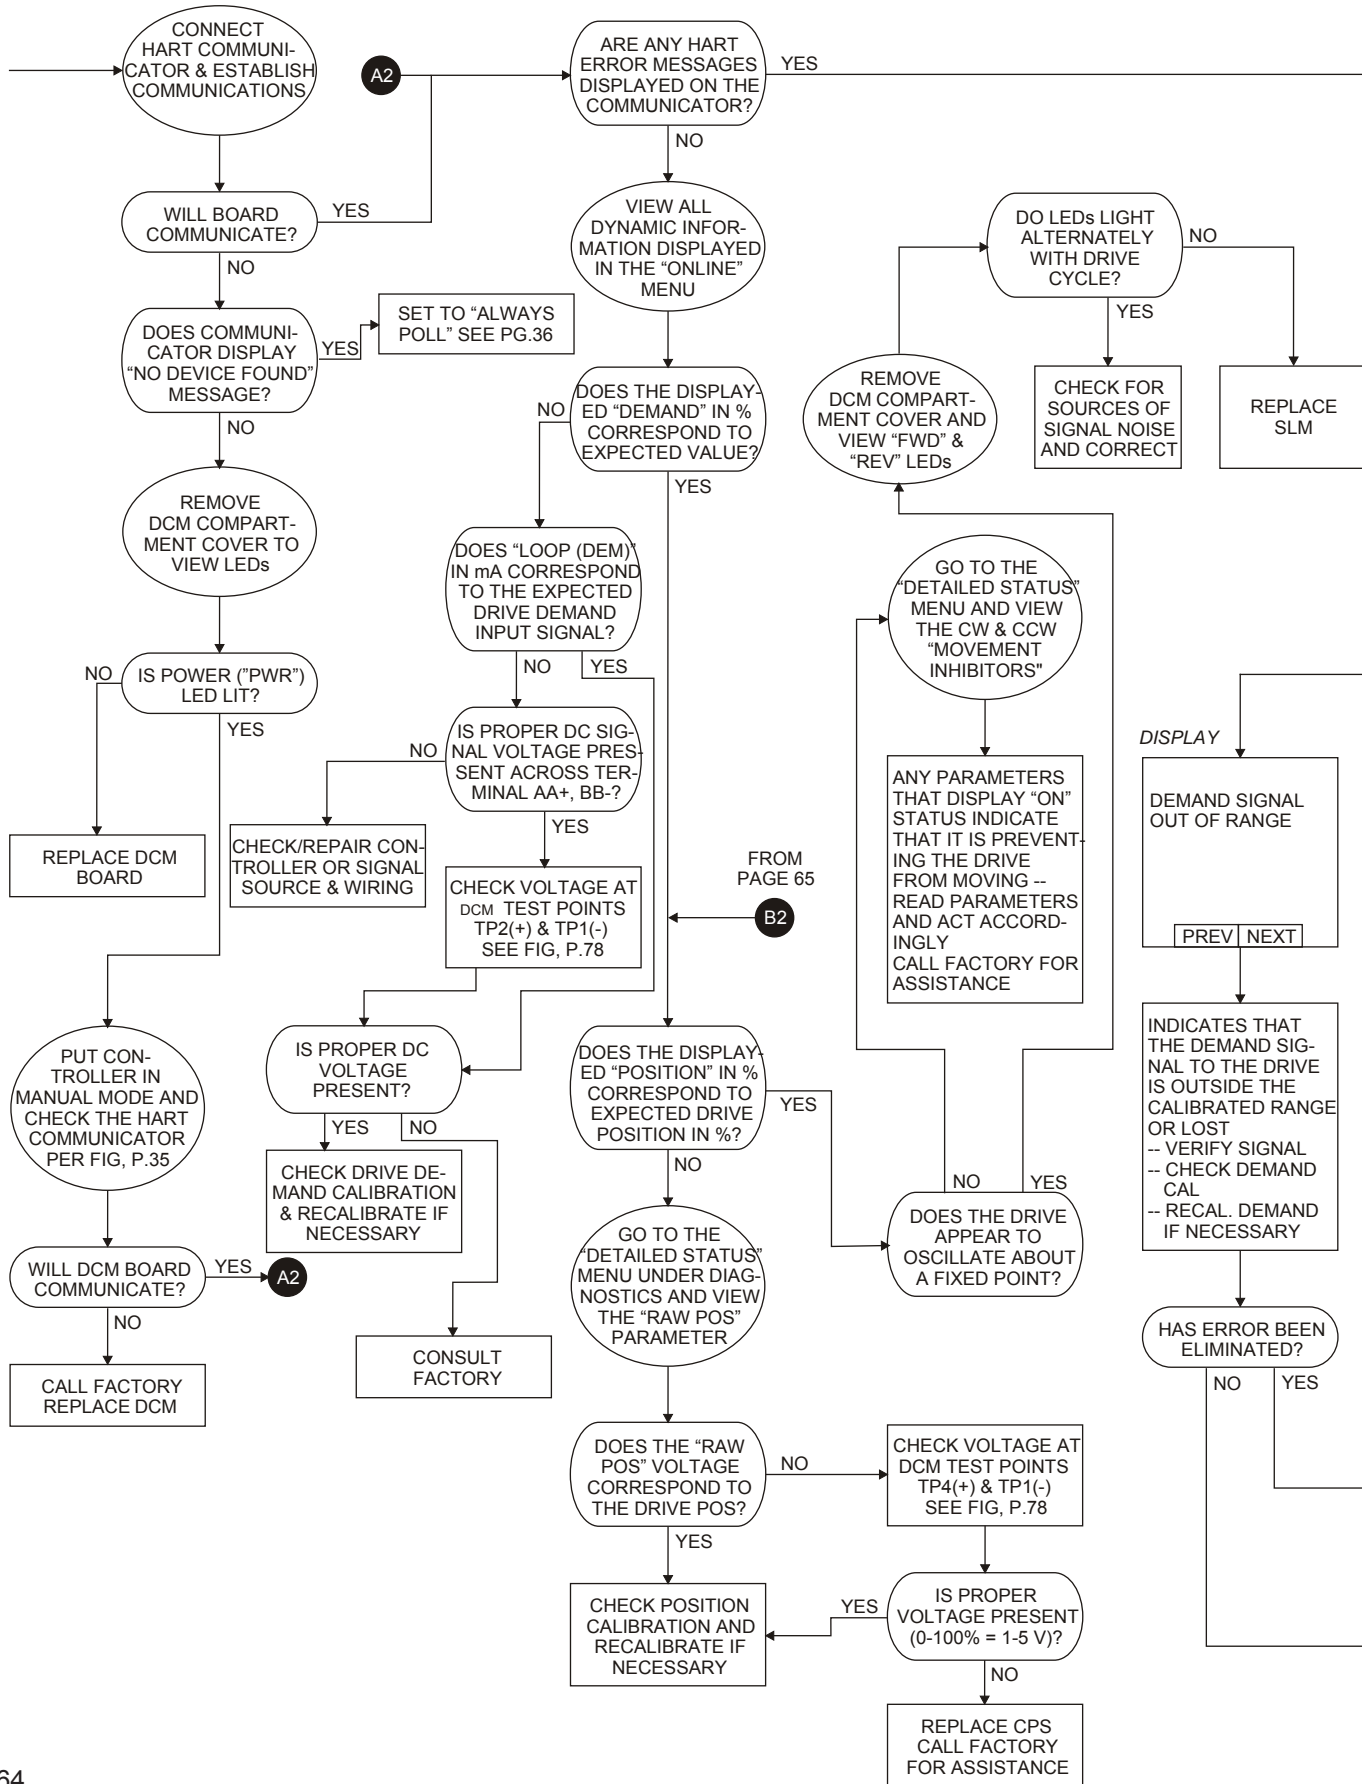 CONNECT
HART COMMUNI-
CATOR & ESTABLISH
COMMUNICATIONS
WILL BOARD
COMMUNICATE?
YES
NO
DOES COMMUNI-
CATOR DISPLAY
“NO DEVICE FOUND”
MESSAGE?
YES
SET TO “ALWAYS
POLL” SEE PG.36
NO
REMOVE
DCM COMPART-
MENT COVER TO
VIEW LEDs
IS POWER ("PWR")
LED LIT?
NO
YES
REPLACE DCM
BOARD
PUT CON-
TROLLER IN
MANUAL MODE AND
CHECK THE HART
COMMUNICATOR
PER FIG, P.35
WILL DCM BOARD
COMMUNICATE?
YES
A2
NO
CALL FACTORY
REPLACE DCM
A2
ARE ANY HART
ERROR MESSAGES
DISPLAYED ON THE
COMMUNICATOR?
YES
NO
VIEW ALL
DYNAMIC INFOR-
MATION DISPLAYED
IN THE “ONLINE”
MENU
DOES THE DISPLAY-
ED “DEMAND” IN %
CORRESPOND TO
EXPECTED VALUE?
NO
YES
DOES “LOOP (DEM)”
IN mA CORRESPOND
TO THE EXPECTED
DRIVE DEMAND
INPUT SIGNAL?
NO
YES
IS PROPER DC SIG-
NAL VOLTAGE PRES-
SENT ACROSS TER-
MINAL AA+, BB-?
NO
YES
CHECK/REPAIR CON-
TROLLER OR SIGNAL
SOURCE & WIRING
CHECK VOLTAGE AT
DCM TEST POINTS
TP2(+) & TP1(-)
SEE FIG, P.78
IS PROPER DC
VOLTAGE
PRESENT?
YES
NO
CHECK DRIVE DE-
MAND CALIBRATION
& RECALIBRATE IF
NECESSARY
CONSULT
FACTORY
FROM
PAGE 65
B2
DOES THE DISPLAY-
ED “POSITION” IN %
CORRESPOND TO
EXPECTED DRIVE
POSITION IN %?
YES
NO
GO TO THE
“DETAILED STATUS”
MENU UNDER DIAG-
NOSTICS AND VIEW
THE “RAW POS”
PARAMETER
DOES THE “RAW
POS” VOLTAGE
CORRESPOND TO
THE DRIVE POS?
NO
YES
CHECK POSITION
CALIBRATION AND
RECALIBRATE IF
NECESSARY
CHECK VOLTAGE AT
DCM TEST POINTS
TP4(+) & TP1(-)
SEE FIG, P.78
IS PROPER
VOLTAGE PRESENT
(0-100% = 1-5 V)?
YES
NO
REPLACE CPS
CALL FACTORY
FOR ASSISTANCE
DO LEDs LIGHT
ALTERNATELY
WITH DRIVE
CYCLE?
NO
YES
CHECK FOR
SOURCES OF
SIGNAL NOISE
AND CORRECT
REPLACE
SLM
REMOVE
DCM COMPART-
MENT COVER AND
VIEW “FWD” &
“REV” LEDs
GO TO THE
“DETAILED STATUS”
MENU AND VIEW
THE CW & CCW
“MOVEMENT
INHIBITORS"
ANY PARAMETERS
THAT DISPLAY “ON”
STATUS INDICATE
THAT IT IS PREVENT-
ING THE DRIVE
FROM MOVING --
READ PARAMETERS
AND ACT ACCORD-
INGLY
CALL FACTORY FOR
ASSISTANCE
NO
YES
DOES THE DRIVE
APPEAR TO
OSCILLATE ABOUT
A FIXED POINT?
DISPLAY
DEMAND SIGNAL
OUT OF RANGE
PREV NEXT
INDICATES THAT
THE DEMAND SIG-
NAL TO THE DRIVE
IS OUTSIDE THE
CALIBRATED RANGE
OR LOST
-- VERIFY SIGNAL
-- CHECK DEMAND
CAL
-- RECAL. DEMAND
IF NECESSARY
HAS ERROR BEEN
ELIMINATED?
NO
YES
64